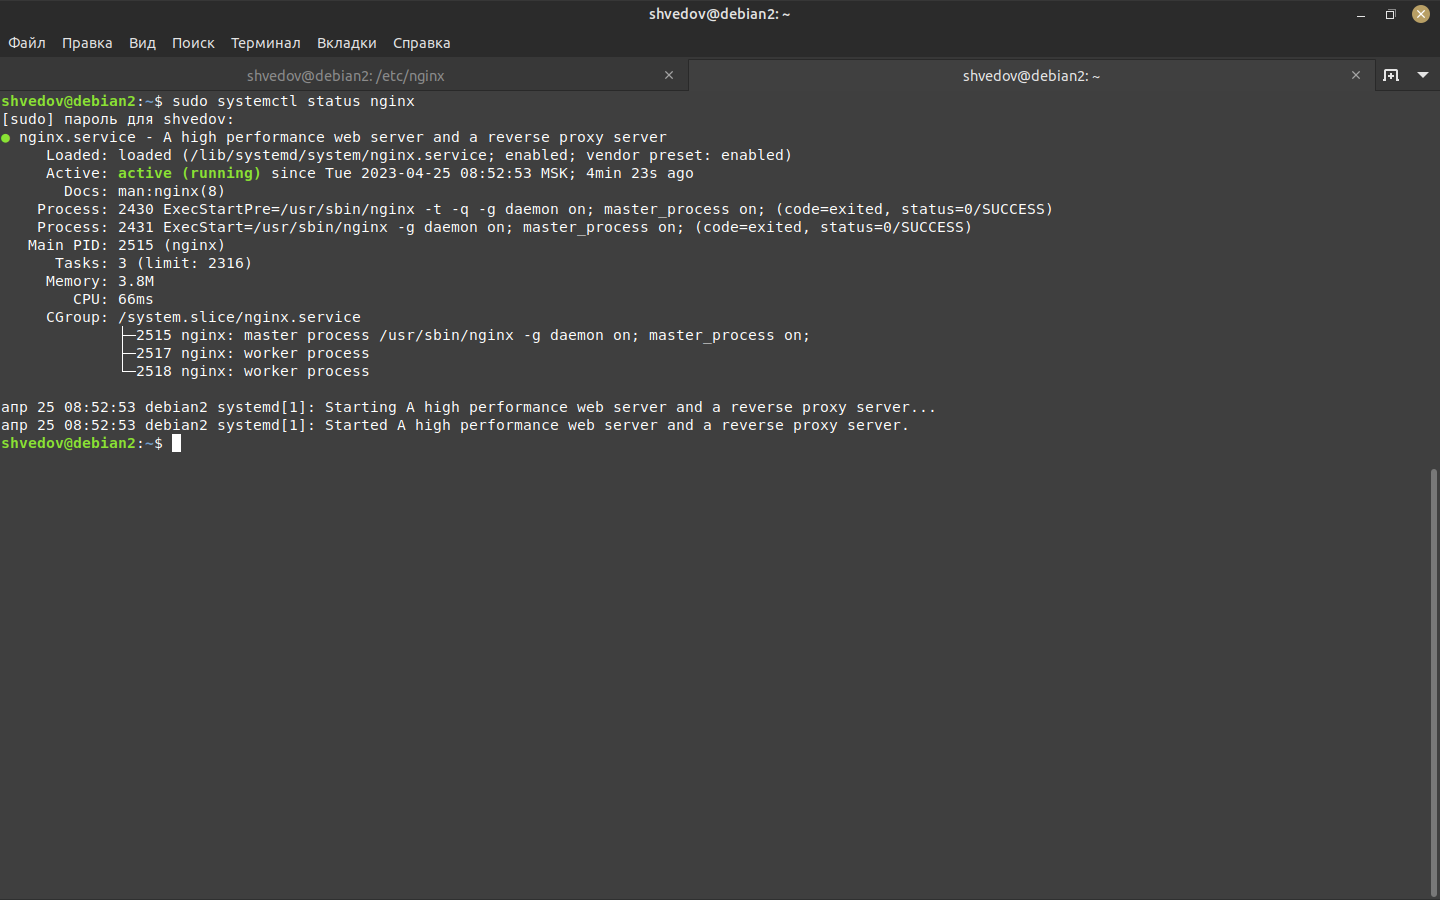 shvedov@debian2: ~
Файл Правка Вид Поиск Терминал Вкладки Справка
shvedov@debian2: /etc/nginx
shvedov@debian2: ~
shvedov@debian2:~$ sudo systemctl status nginx
[sudo] пароль для shvedov:
● nginx.service - A high performance web server and a reverse proxy server
     Loaded: loaded (/lib/systemd/system/nginx.service; enabled; vendor preset: enabled)
     Active: active (running) since Tue 2023-04-25 08:52:53 MSK; 4min 23s ago
       Docs: man:nginx(8)
    Process: 2430 ExecStartPre=/usr/sbin/nginx -t -q -g daemon on; master_process on; (code=exited, status=0/SUCCESS)
    Process: 2431 ExecStart=/usr/sbin/nginx -g daemon on; master_process on; (code=exited, status=0/SUCCESS)
   Main PID: 2515 (nginx)
      Tasks: 3 (limit: 2316)
     Memory: 3.8M
        CPU: 66ms
     CGroup: /system.slice/nginx.service
             ├─2515 nginx: master process /usr/sbin/nginx -g daemon on; master_process on;
             ├─2517 nginx: worker process
             └─2518 nginx: worker process
апр 25 08:52:53 debian2 systemd[1]: Starting A high performance web server and a reverse proxy server...
апр 25 08:52:53 debian2 systemd[1]: Started A high performance web server and a reverse proxy server.
shvedov@debian2:~$